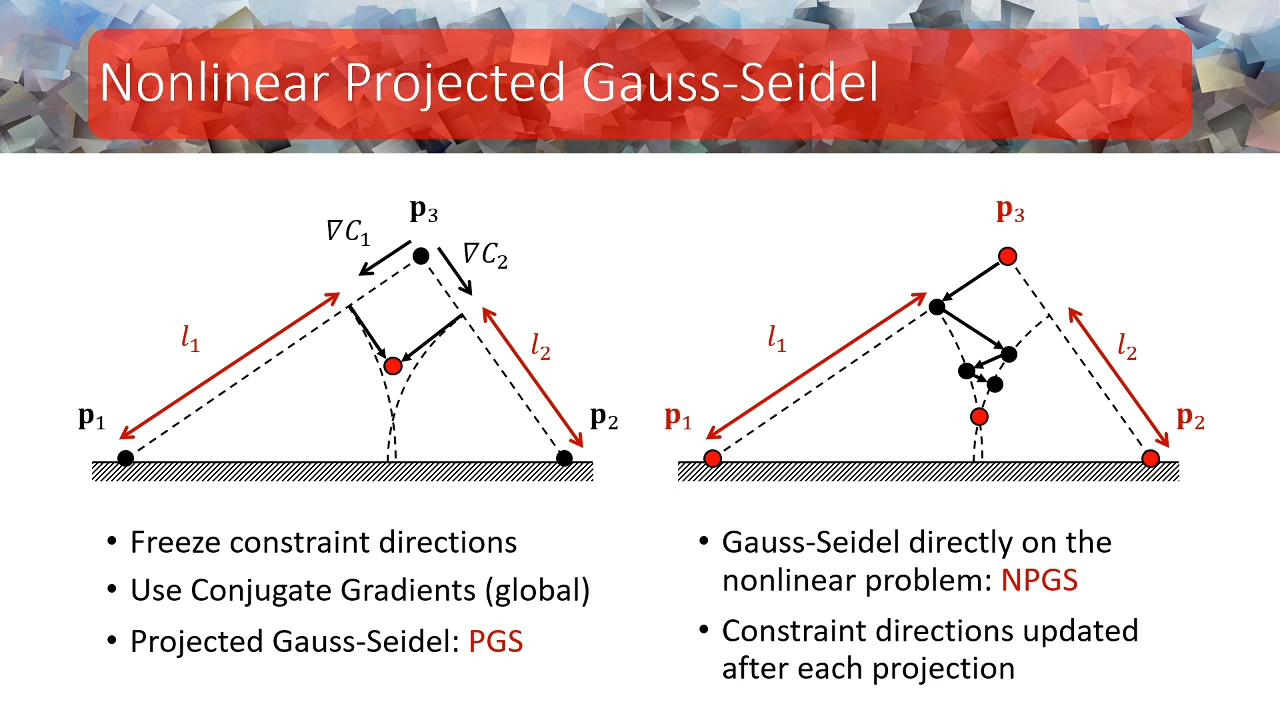 Nonlinear Projected Gauss-Seidel
𝐩₃
∇C₁
∇C₂
l₁
l₂
𝐩₁
𝐩₂
• Freeze constraint directions
• Use Conjugate Gradients (global)
• Projected Gauss-Seidel: PGS
𝐩₃
l₁
l₂
𝐩₁
𝐩₂
• Gauss-Seidel directly on the
nonlinear problem: NPGS
• Constraint directions updated
after each projection